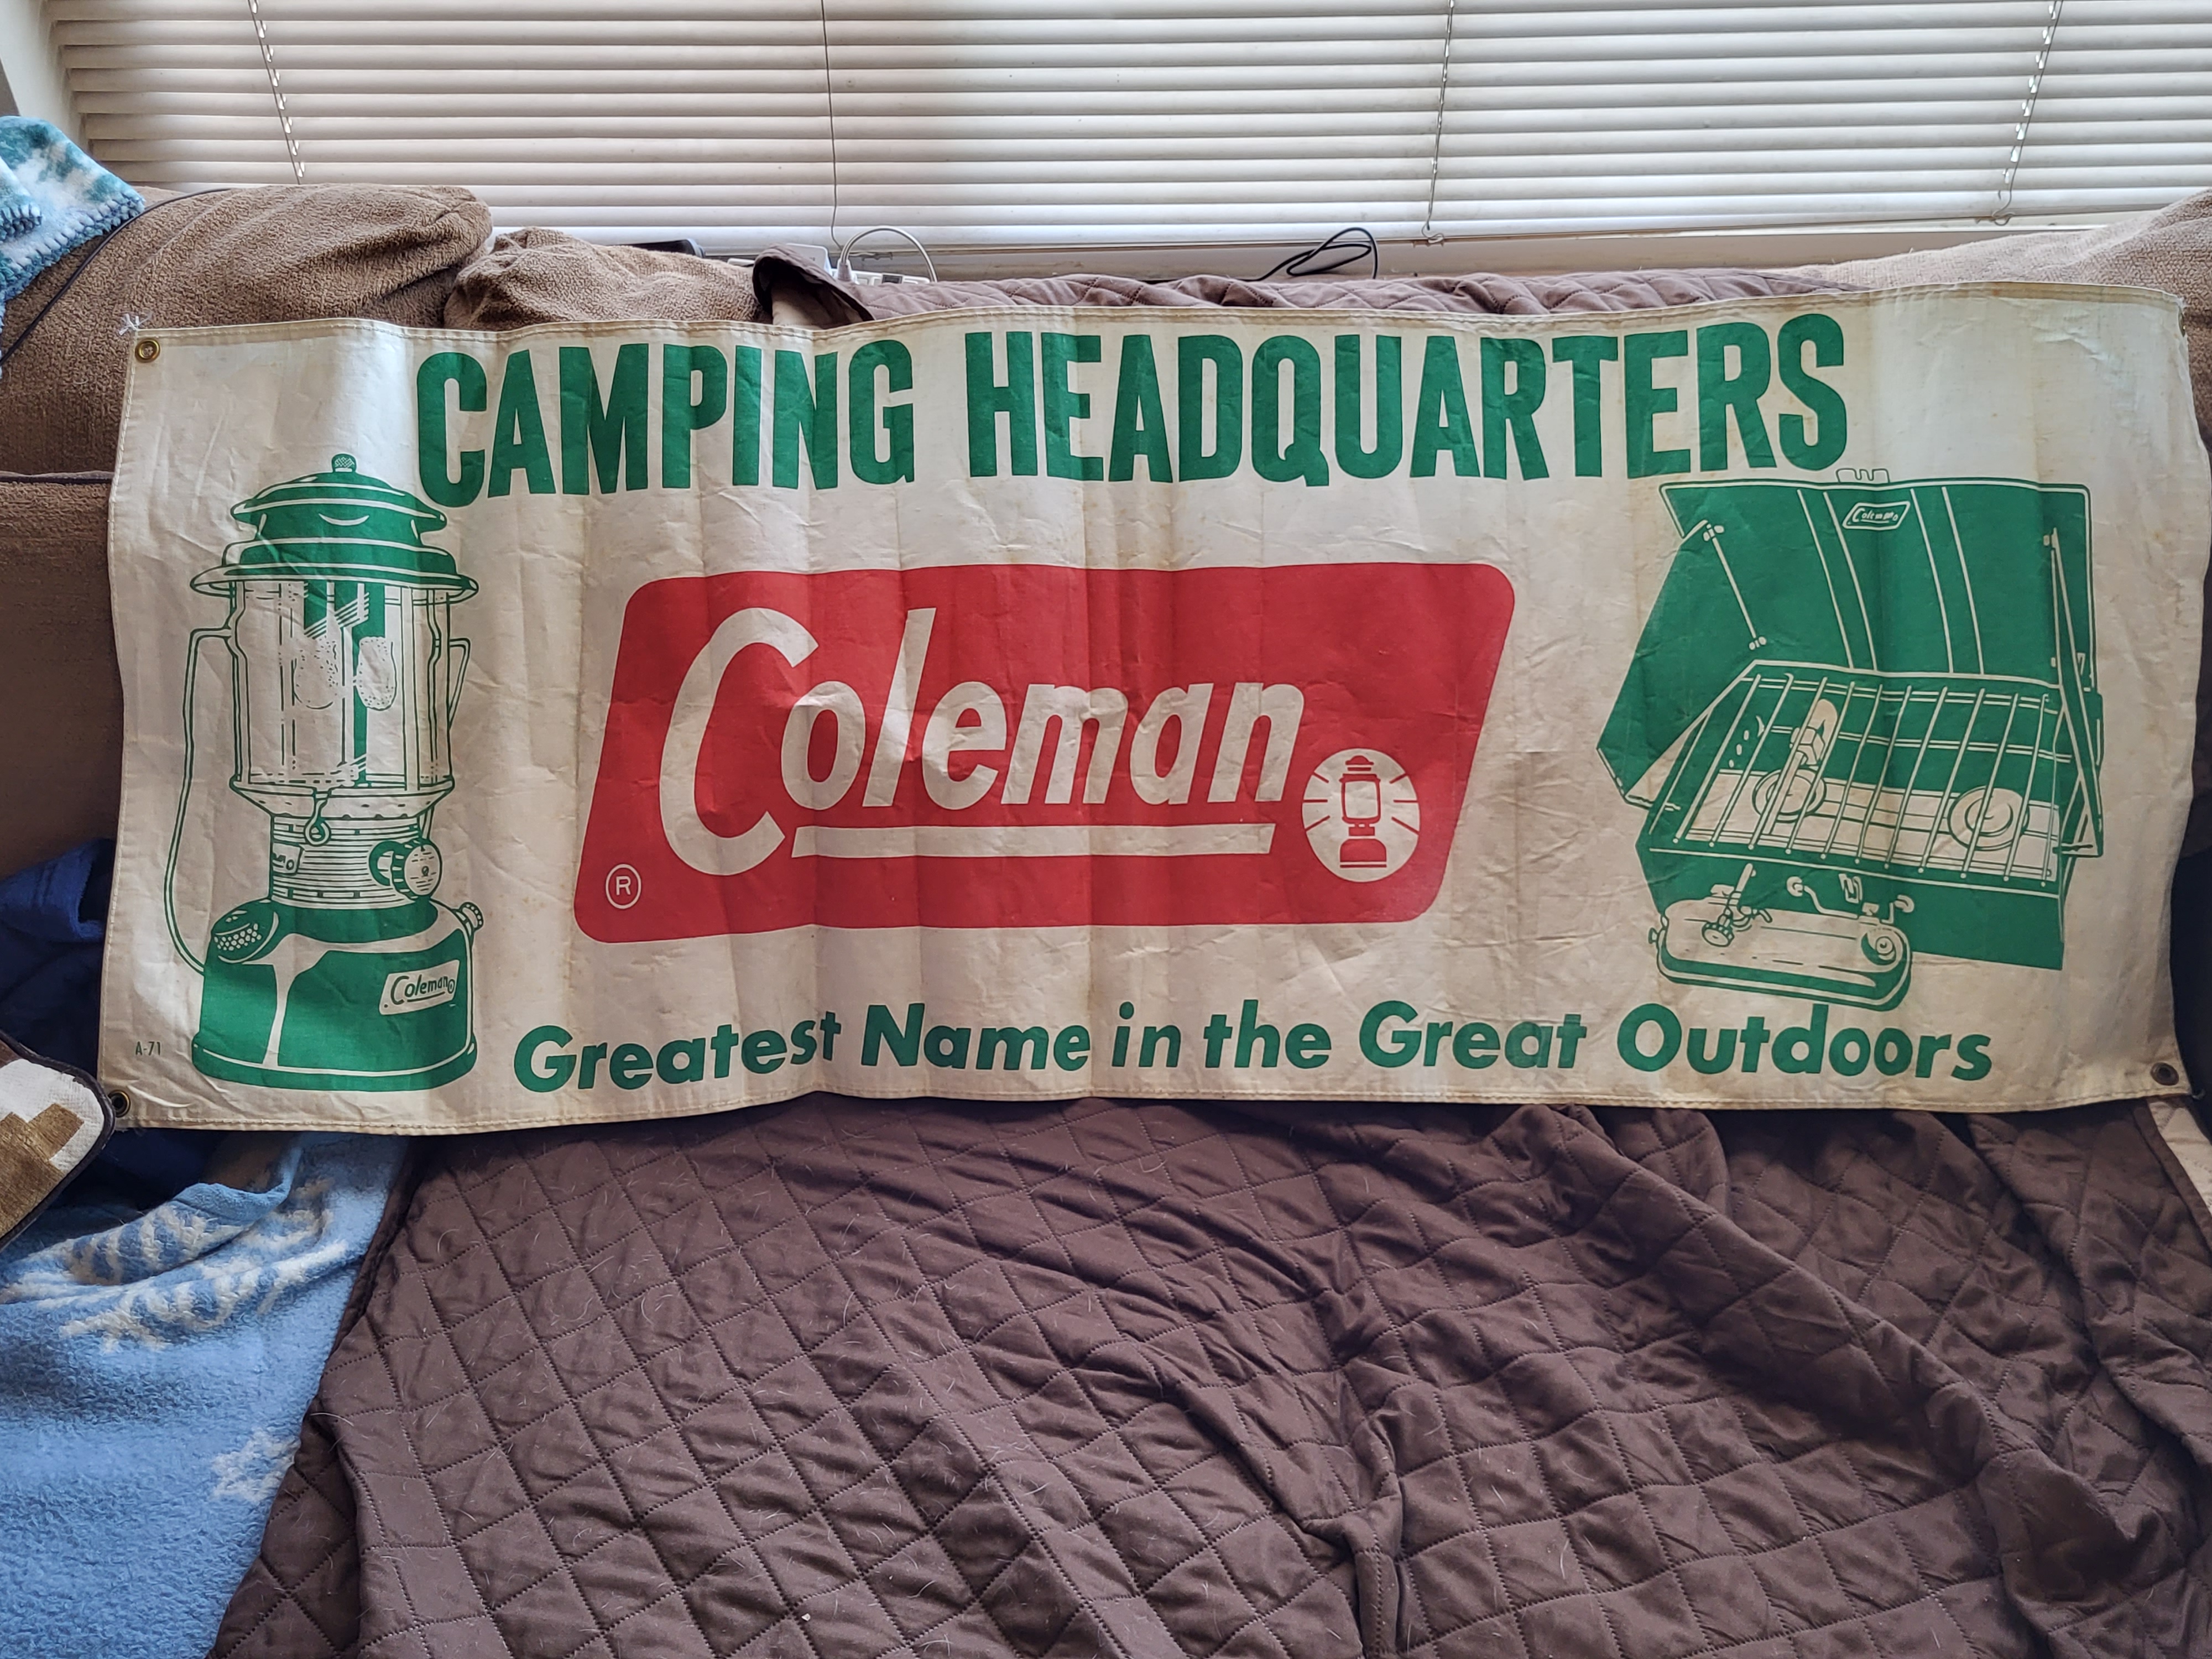 CAMPING HEADQUARTERS
Coleman
Coleman
®
Coleman
A-71
Greatest Name in the Great Outdoors